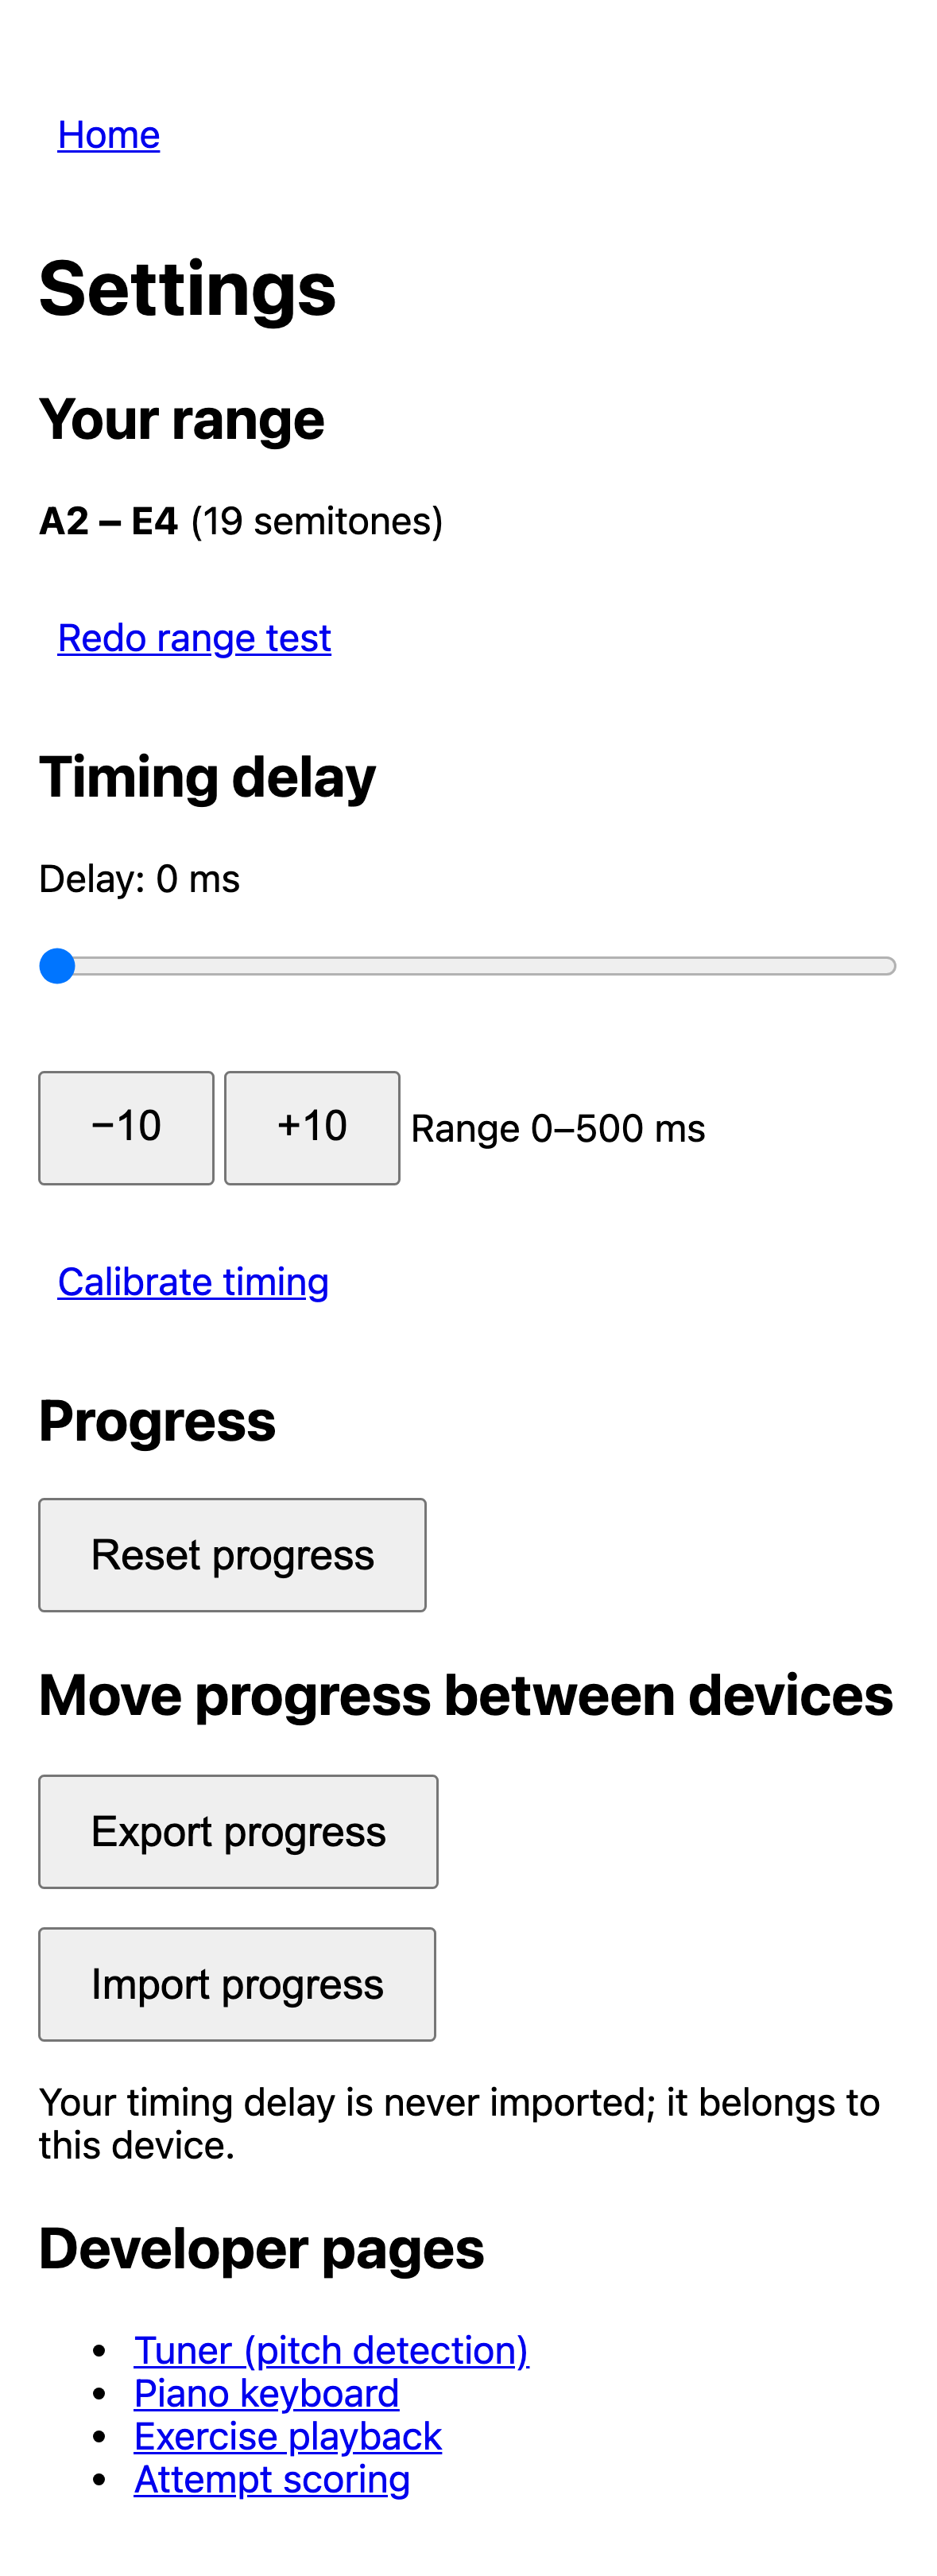 Home
Settings
Your range
A2 – E4 (19 semitones)
Redo range test
Timing delay
Delay: 0 ms
−10 +10 Range 0–500 ms
Calibrate timing
Progress
Reset progress
Move progress between devices
Export progress
Import progress
Your timing delay is never imported; it belongs to
this device.
Developer pages
• Tuner (pitch detection)
• Piano keyboard
• Exercise playback
• Attempt scoring